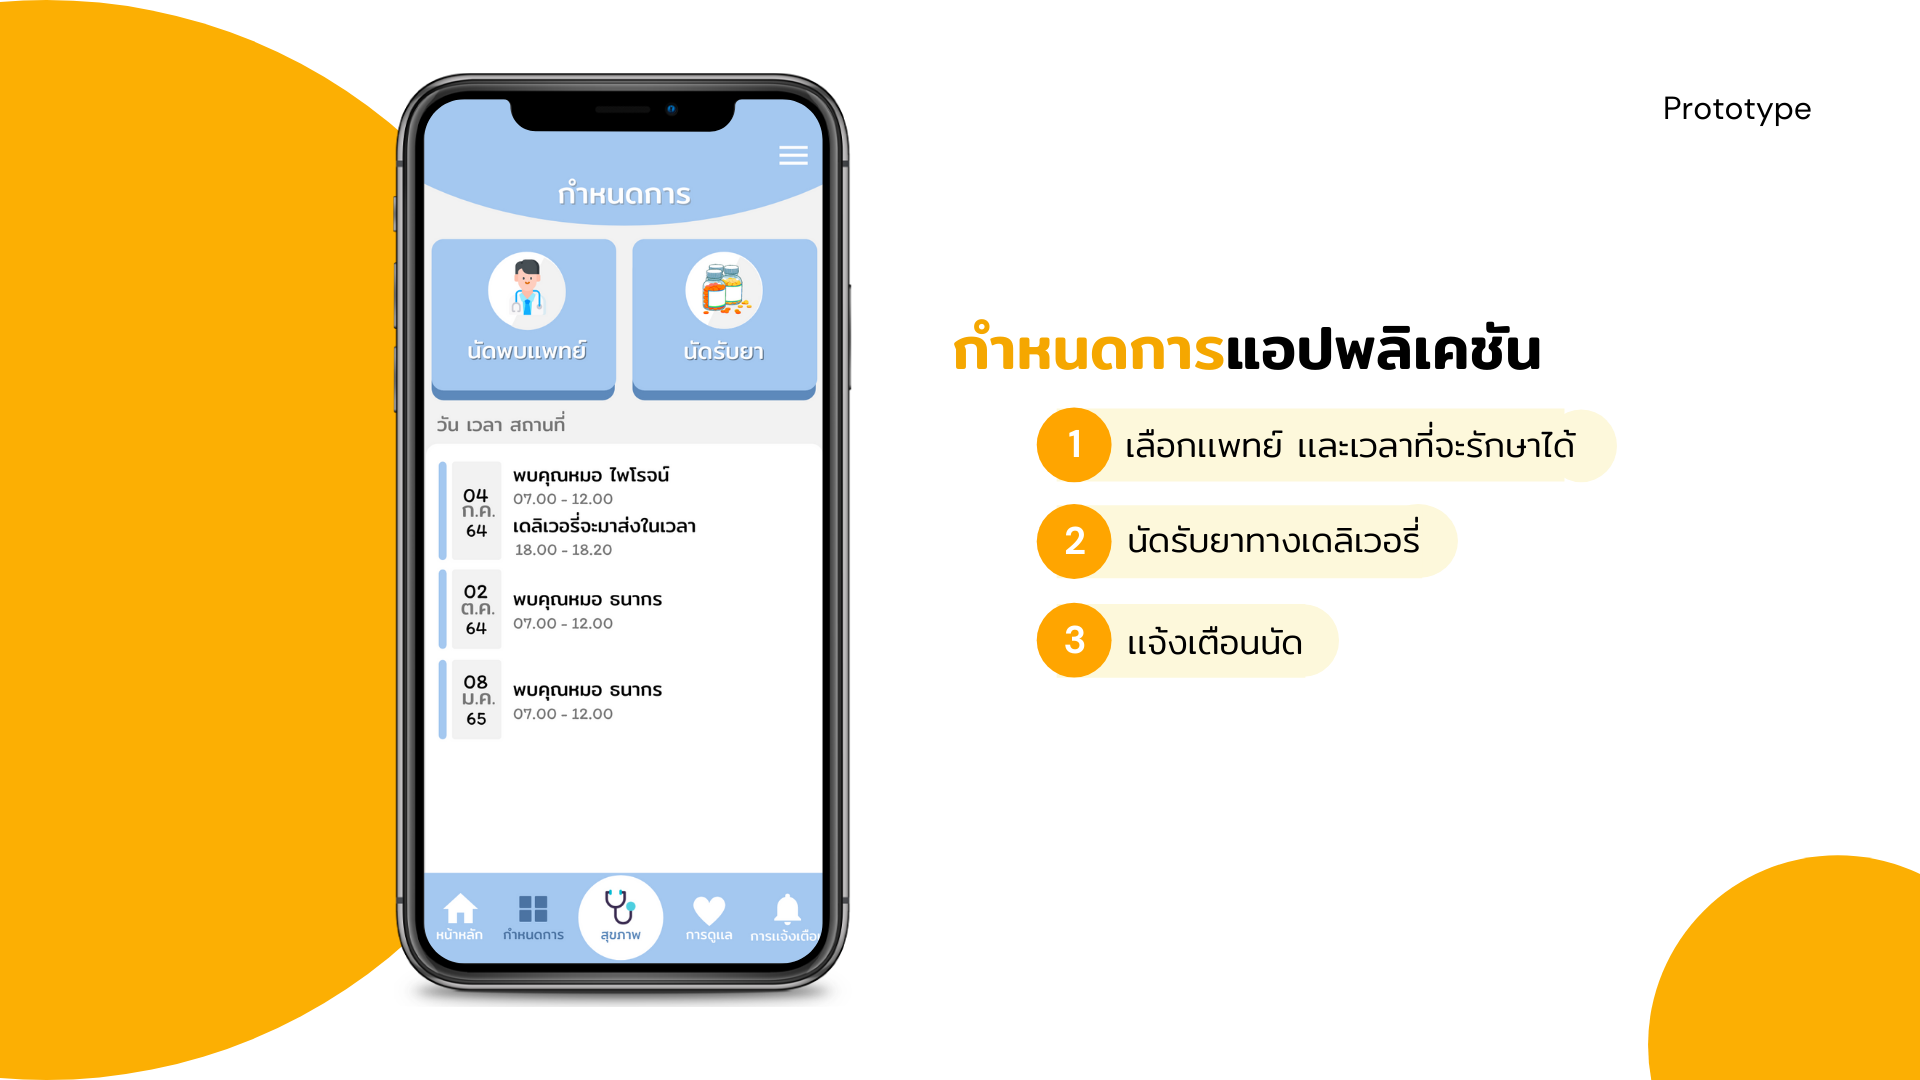 Prototype
กำหนดการ
นัดพบแพทย์
นัดรับยา
วัน เวลา สถานที่
04
ก.ค.
64
พบคุณหมอ ไพโรจน์
07.00 - 12.00
เดลิเวอรี่จะมาส่งในเวลา
18.00 - 18.20
02
ต.ค.
64
พบคุณหมอ ธนากร
07.00 - 12.00
08
ม.ค.
65
พบคุณหมอ ธนากร
07.00 - 12.00
หน้าหลัก
กำหนดการ
สุขภาพ
การดูแล
การแจ้งเตือ
กำหนดการแอปพลิเคชัน
1
เลือกแพทย์ และเวลาที่จะรักษาได้
2
นัดรับยาทางเดลิเวอรี่
3
แจ้งเตือนนัด